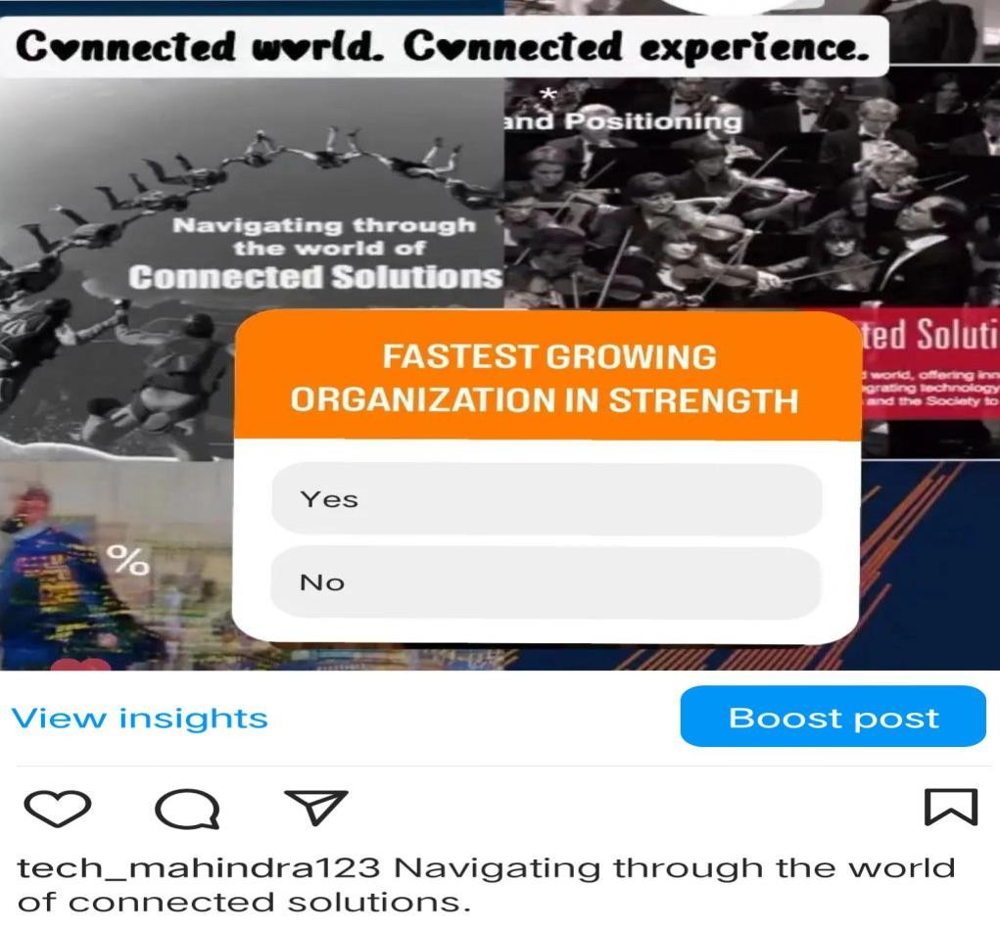 Connected world. Connected experience.
*
and Positioning
Navigating through
the world of
Connected Solutions
ted Soluti
world, offering inn
grating technology
and the Society to
FASTEST GROWING
ORGANIZATION IN STRENGTH
Yes
No
%
View insights
Boost post
tech_mahindra123 Navigating through the world
of connected solutions.